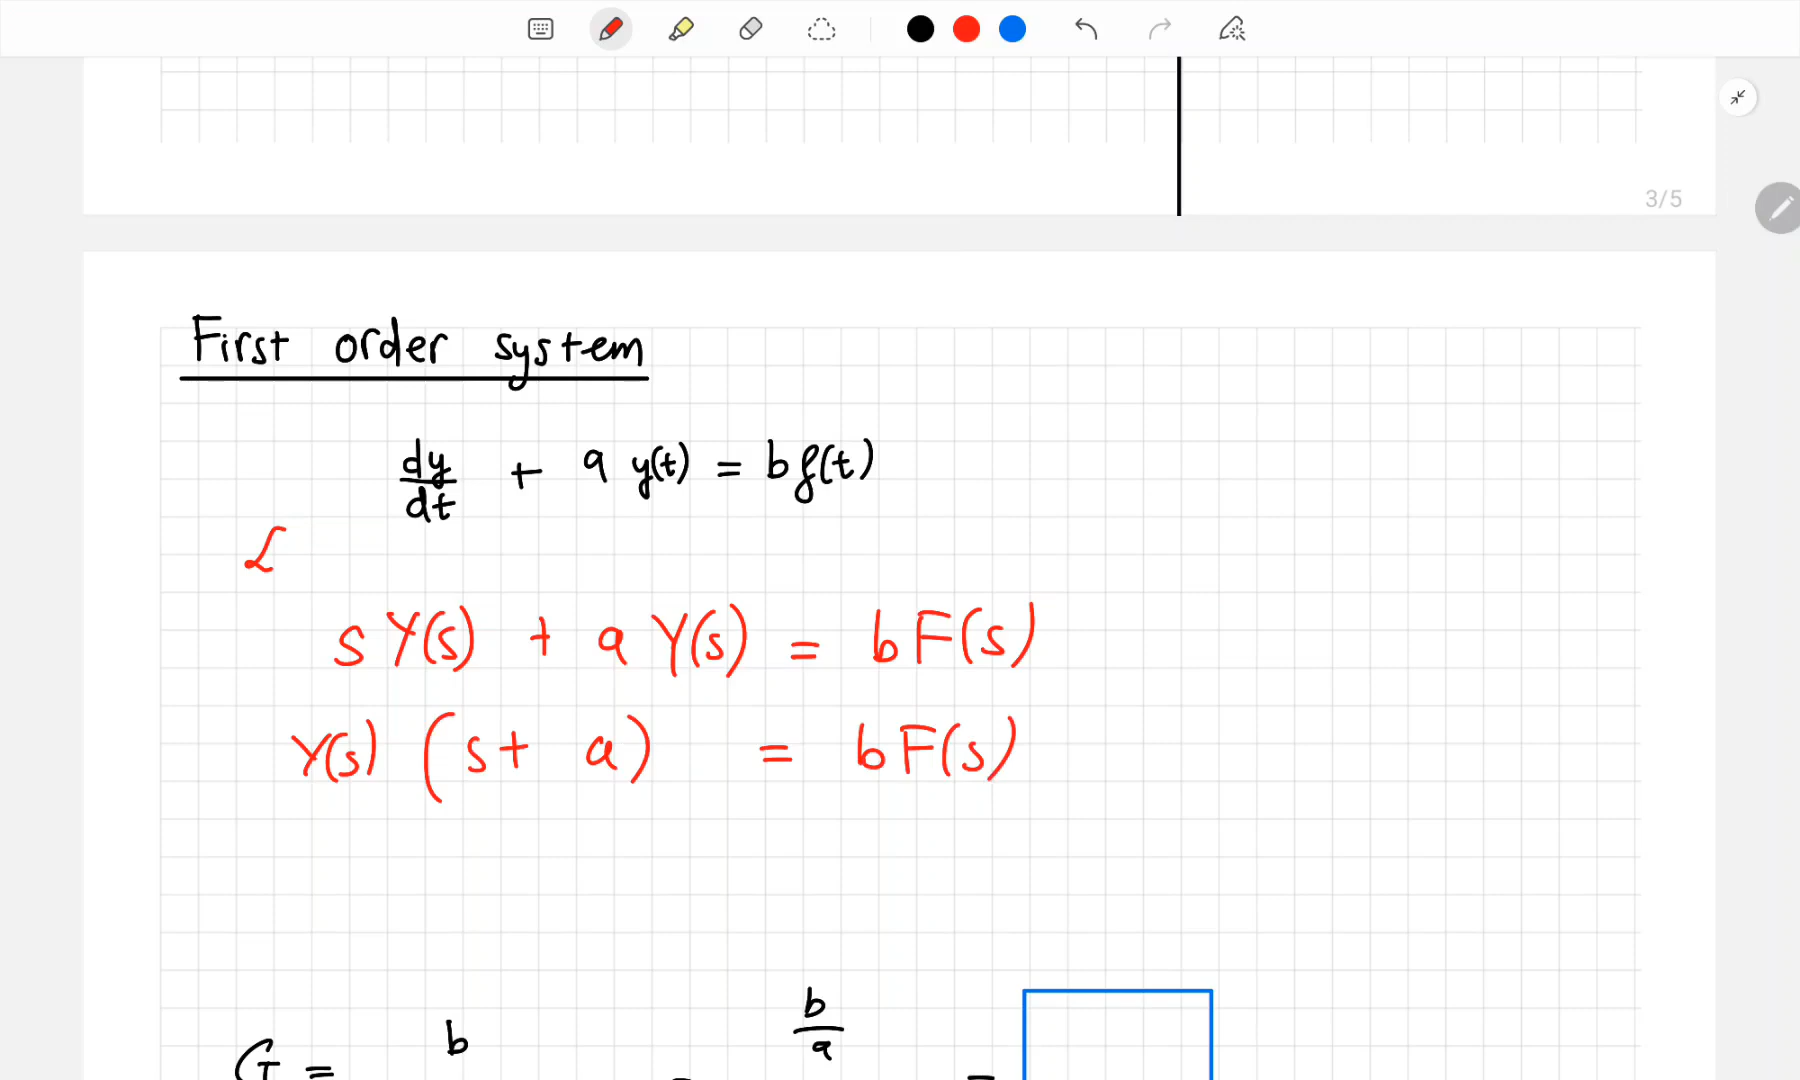 3/5
First order system
dy/dt + a y(t) = b f(t)
ℒ
s Y(s) + a Y(s) = b F(s)
Y(s) (s + a) = b F(s)
G = b b/a =